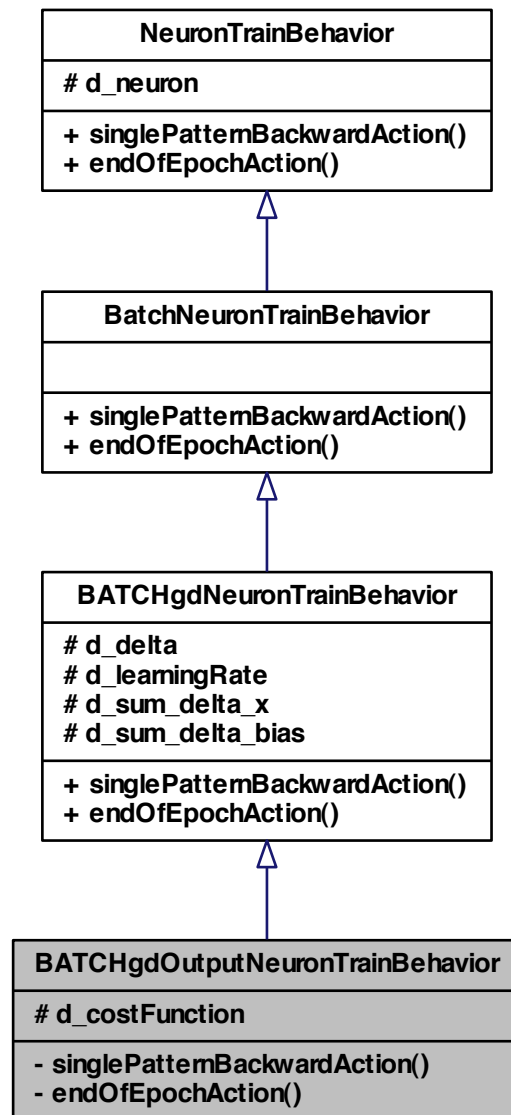 NeuronTrainBehavior
# d_neuron
+ singlePatternBackwardAction()
+ endOfEpochAction()
BatchNeuronTrainBehavior
+ singlePatternBackwardAction()
+ endOfEpochAction()
BATCHgdNeuronTrainBehavior
# d_delta
# d_learningRate
# d_sum_delta_x
# d_sum_delta_bias
+ singlePatternBackwardAction()
+ endOfEpochAction()
BATCHgdOutputNeuronTrainBehavior
# d_costFunction
- singlePatternBackwardAction()
- endOfEpochAction()